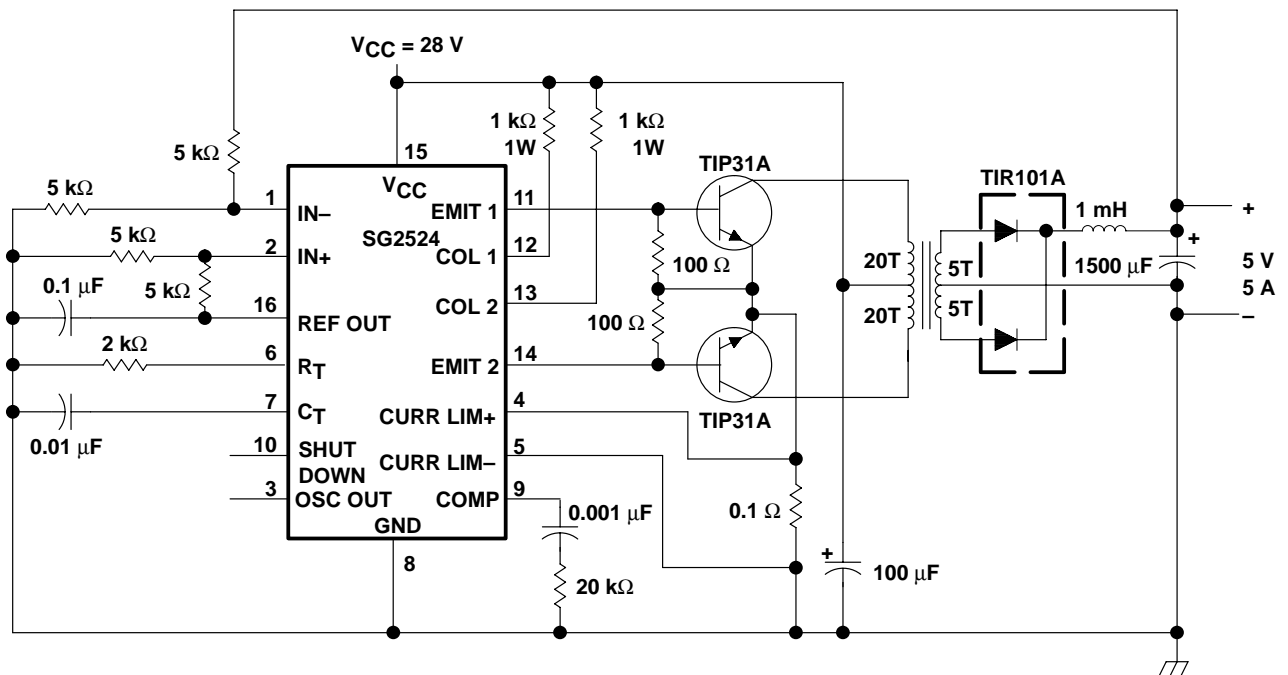 VCC = 28 V
5 kΩ
1 kΩ
1W
1 kΩ
1W
15
VCC
TIP31A
TIR101A
5 kΩ
1
IN–
EMIT 1
11
1 mH
+
SG2524
5 kΩ
2
IN+
COL 1
12
+
100 Ω
20T
5T
1500 μF
5 V
5 A
0.1 μF
5 kΩ
16
REF OUT
COL 2
13
100 Ω
20T
5T
–
2 kΩ
6
RT
EMIT 2
14
7
CT
CURR LIM+
4
TIP31A
0.01 μF
10
SHUT
DOWN
CURR LIM–
5
3
OSC OUT
COMP
9
0.001 μF
0.1 Ω
GND
8
20 kΩ
+
100 μF